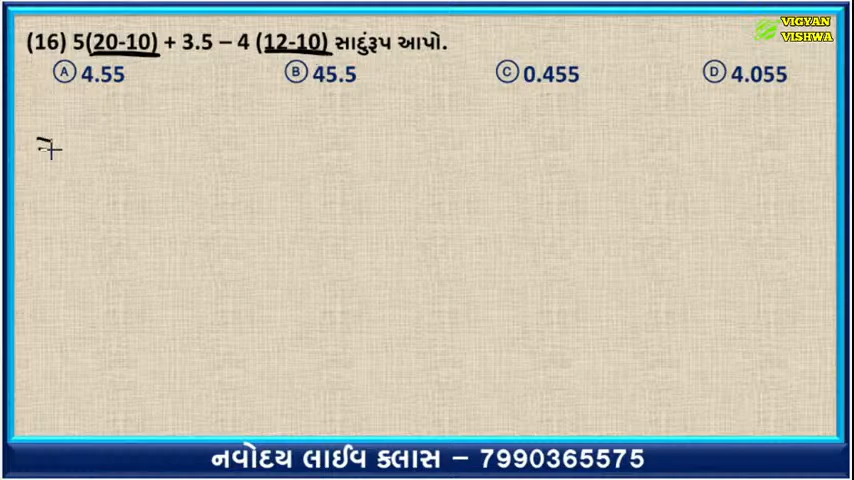 VIGYAN
VISHWA
(16) 5(20-10) + 3.5 – 4 (12-10) સાદુંરૂપ આપો.
A 4.55 B 45.5 C 0.455 D 4.055
=
નવોદય લાઈવ ક્લાસ – 7990365575